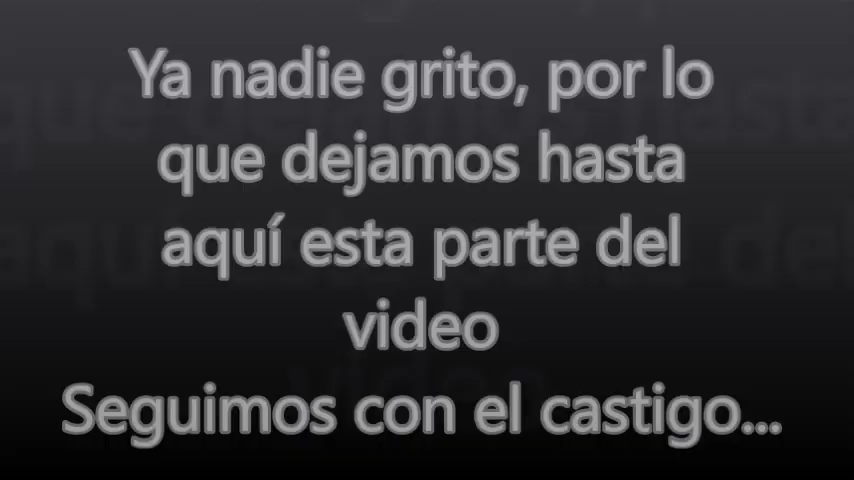 Ya nadie grito, por lo
que dejamos hasta
aquí esta parte del
video
Seguimos con el castigo...